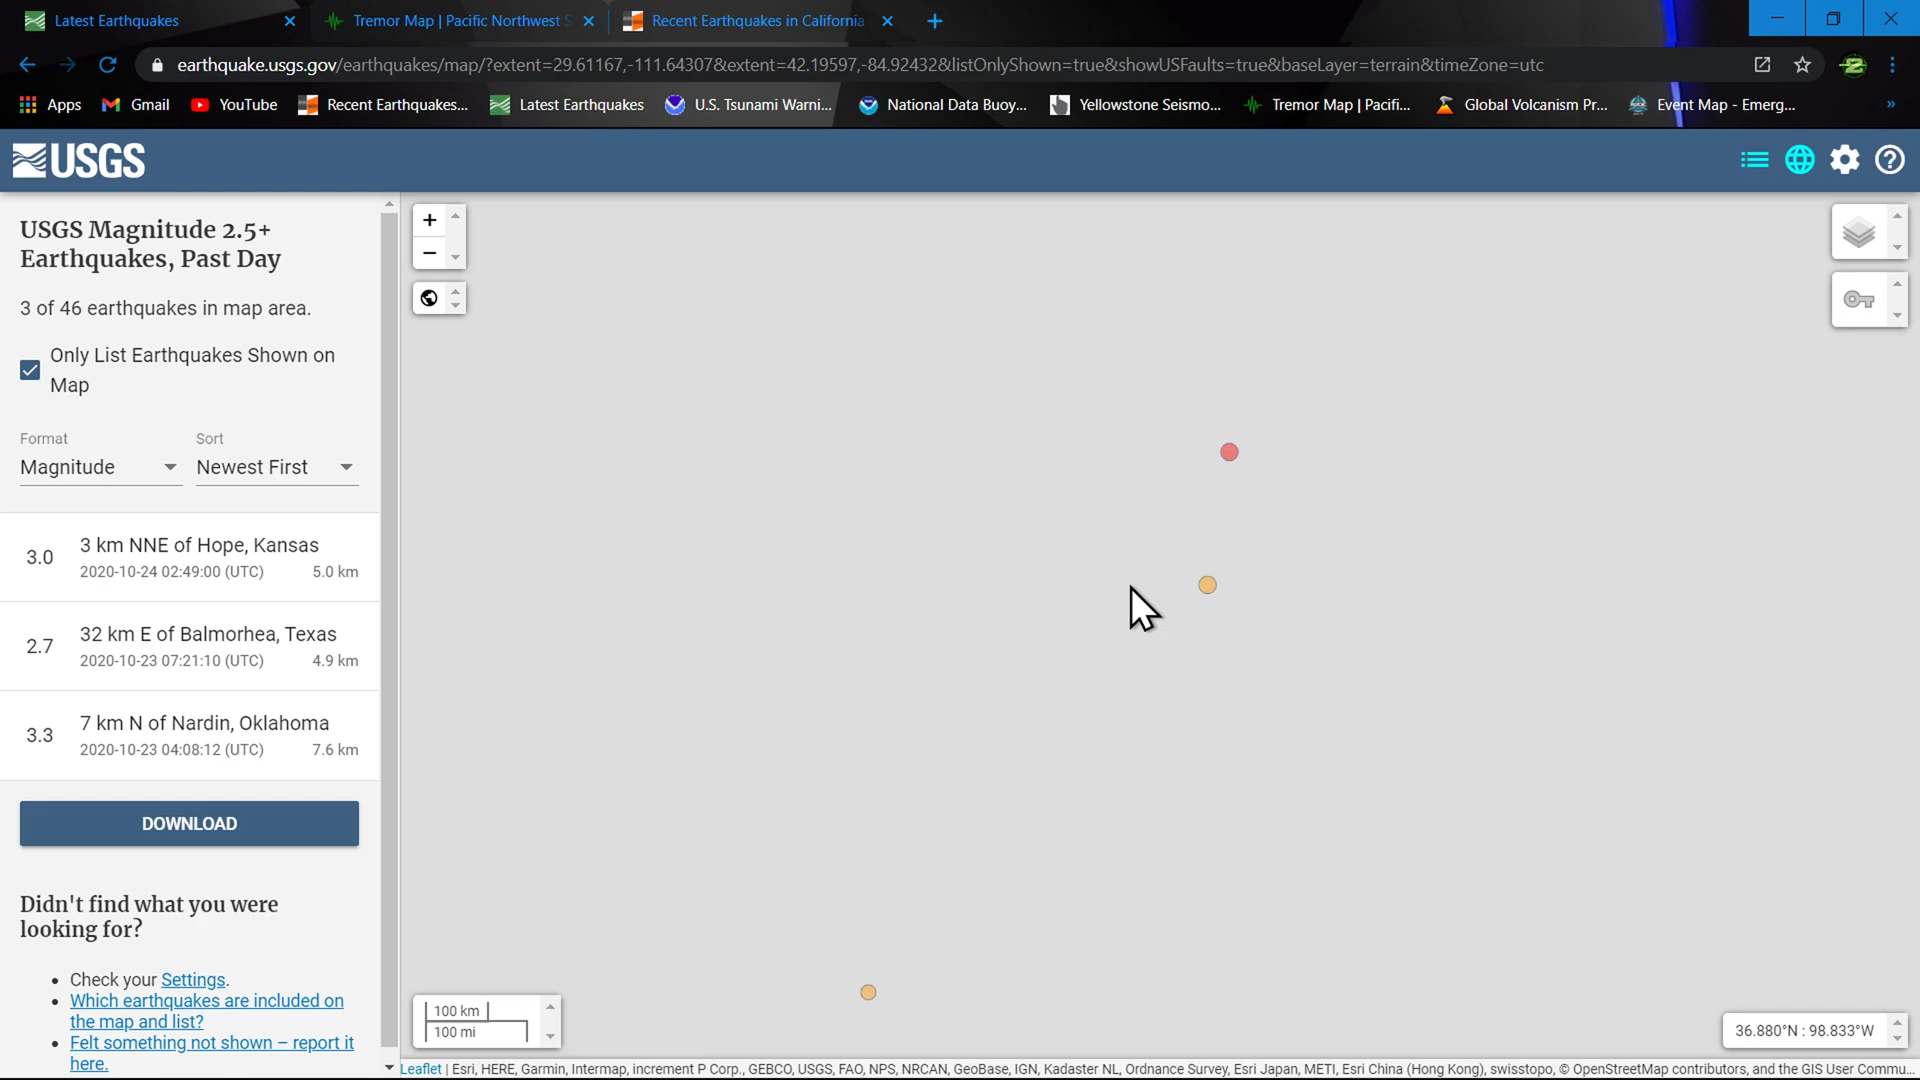 Latest Earthquakes
Tremor Map | Pacific Northwest S
Recent Earthquakes in California
earthquake.usgs.gov/earthquakes/map/?extent=29.61167,-111.64307&extent=42.19597,-84.92432&listOnlyShown=true&showUSFaults=true&baseLayer=terrain&timeZone=utc
Apps
Gmail
YouTube
Recent Earthquakes...
Latest Earthquakes
U.S. Tsunami Warni...
National Data Buoy...
Yellowstone Seismo...
Tremor Map | Pacifi...
Global Volcanism Pr...
Event Map - Emerg...
»
USGS
USGS Magnitude 2.5+
Earthquakes, Past Day
3 of 46 earthquakes in map area.
Only List Earthquakes Shown on
Map
Format
Sort
Magnitude
Newest First
3.0
3 km NNE of Hope, Kansas
2020-10-24 02:49:00 (UTC)
5.0 km
2.7
32 km E of Balmorhea, Texas
2020-10-23 07:21:10 (UTC)
4.9 km
3.3
7 km N of Nardin, Oklahoma
2020-10-23 04:08:12 (UTC)
7.6 km
DOWNLOAD
Didn't find what you were
looking for?
• Check your Settings.
• Which earthquakes are included on
the map and list?
• Felt something not shown – report it
here.
+
−
100 km
100 mi
36.880°N : 98.833°W
Leaflet | Esri, HERE, Garmin, Intermap, increment P Corp., GEBCO, USGS, FAO, NPS, NRCAN, GeoBase, IGN, Kadaster NL, Ordnance Survey, Esri Japan, METI, Esri China (Hong Kong), swisstopo, © OpenStreetMap contributors, and the GIS User Commu...